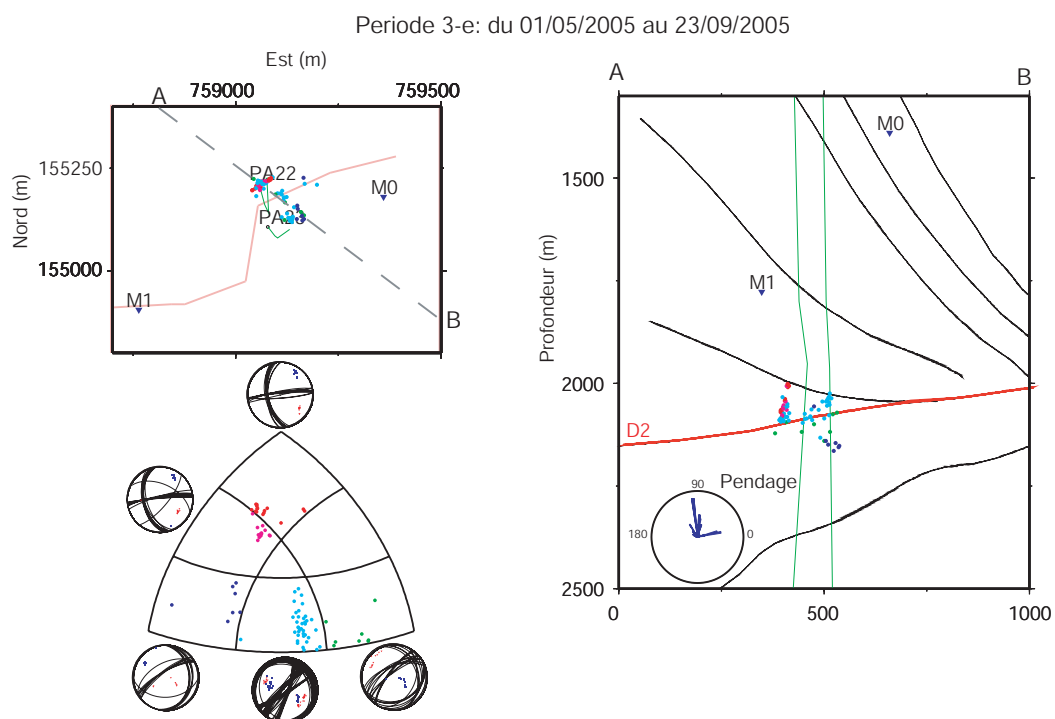 Periode 3-e: du 01/05/2005 au 23/09/2005
Est (m)
759000
759500
A
155250
155000
Nord (m)
PA22
M0
M1
B
A
B
Profondeur (m)
1500
2000
2500
M0
M1
D2
Pendage
90
180
0
0
500
1000